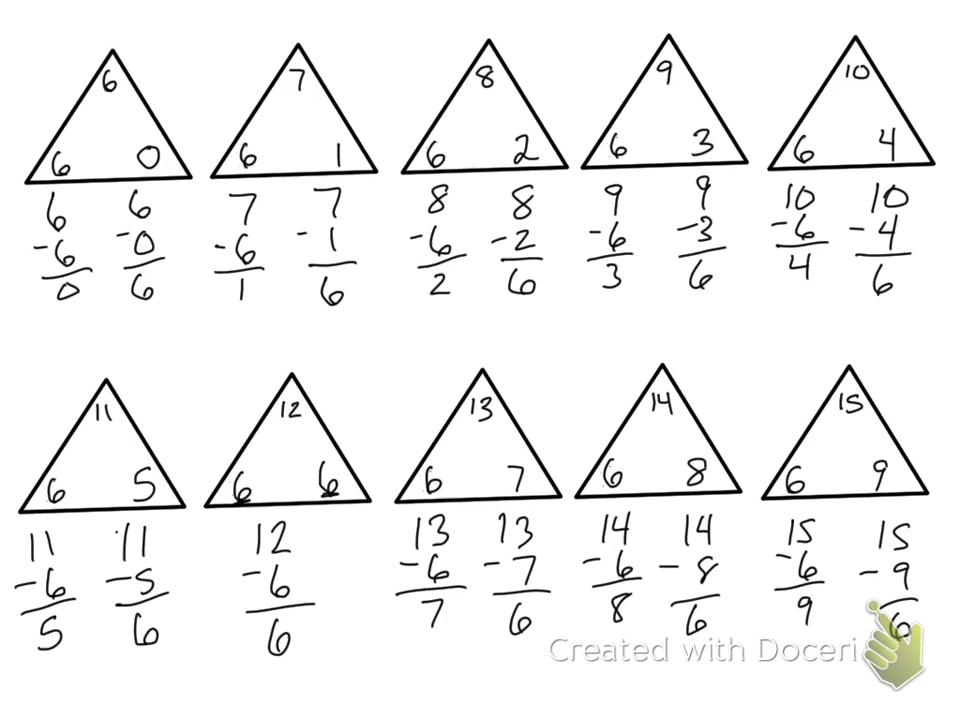 6 7 8 9 10
6 0 6 1 6 2 6 3 6 4
6 6 7 7 8 8 9 9 10 10
-6 -0 -6 -1 -6 -2 -6 -3 -6 -4
0 6 1 6 2 6 3 6 4 6
11 12 13 14 15
6 5 6 6 6 7 6 8 6 9
11 11 12 13 13 14 14 15 15
-6 -5 -6 -6 -7 -6 -8 -6 -9
5 6 6 7 6 8 6 9 6
Created with Doceri